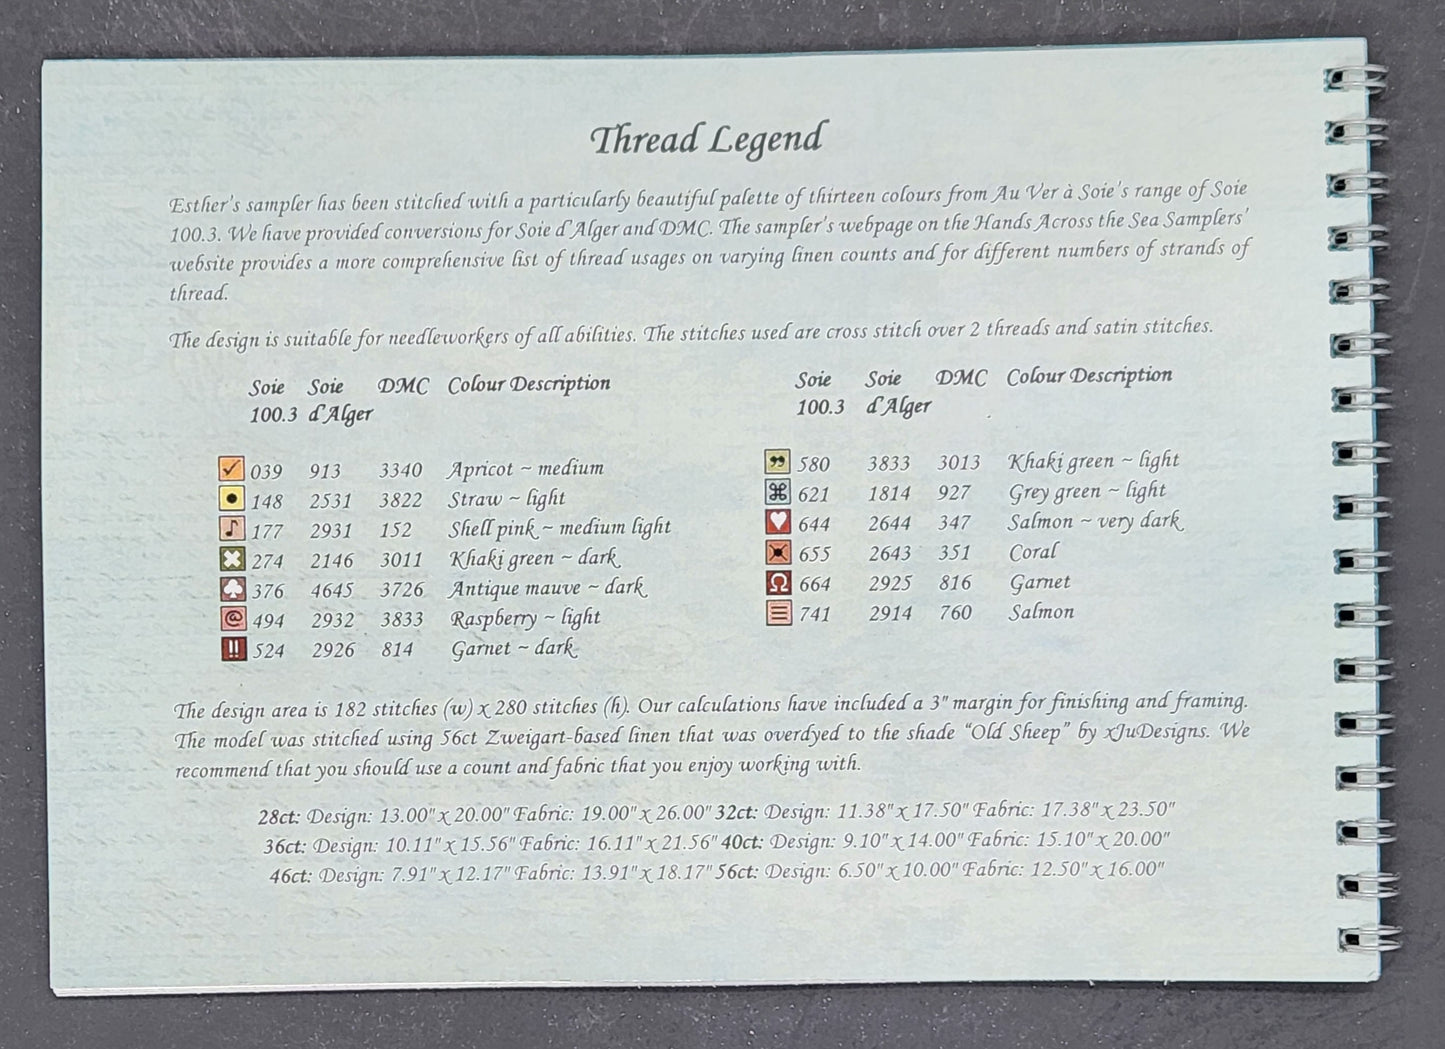 Thread Legend
Esther's sampler has been stitched with a particularly beautiful palette of thirteen colours from Au Ver à Soie's range of Soie
100.3. We have provided conversions for Soie d'Alger and DMC. The sampler's webpage on the Hands Across the Sea Samplers'
website provides a more comprehensive list of thread usages on varying linen counts and for different numbers of strands of
thread.
The design is suitable for needleworkers of all abilities. The stitches used are cross stitch over 2 threads and satin stitches.
Soie Soie DMC Colour Description
100.3 d'Alger
039 913 3340 Apricot ~ medium
148 2531 3822 Straw ~ light
177 2931 152 Shell pink ~ medium light
274 2146 3011 Khaki green ~ dark
376 4645 3726 Antique mauve ~ dark
494 2932 3833 Raspberry ~ light
524 2926 814 Garnet ~ dark
Soie Soie DMC Colour Description
100.3 d'Alger
580 3833 3013 Khaki green ~ light
621 1814 927 Grey green ~ light
644 2644 347 Salmon ~ very dark
655 2643 351 Coral
664 2925 816 Garnet
741 2914 760 Salmon
The design area is 182 stitches (w) x 280 stitches (h). Our calculations have included a 3" margin for finishing and framing.
The model was stitched using 56ct Zweigart-based linen that was overdyed to the shade "Old Sheep" by xJuDesigns. We
recommend that you should use a count and fabric that you enjoy working with.
28ct: Design: 13.00" x 20.00" Fabric: 19.00" x 26.00" 32ct: Design: 11.38" x 17.50" Fabric: 17.38" x 23.50"
36ct: Design: 10.11" x 15.56" Fabric: 16.11" x 21.56" 40ct: Design: 9.10" x 14.00" Fabric: 15.10" x 20.00"
46ct: Design: 7.91" x 12.17" Fabric: 13.91" x 18.17" 56ct: Design: 6.50" x 10.00" Fabric: 12.50" x 16.00"